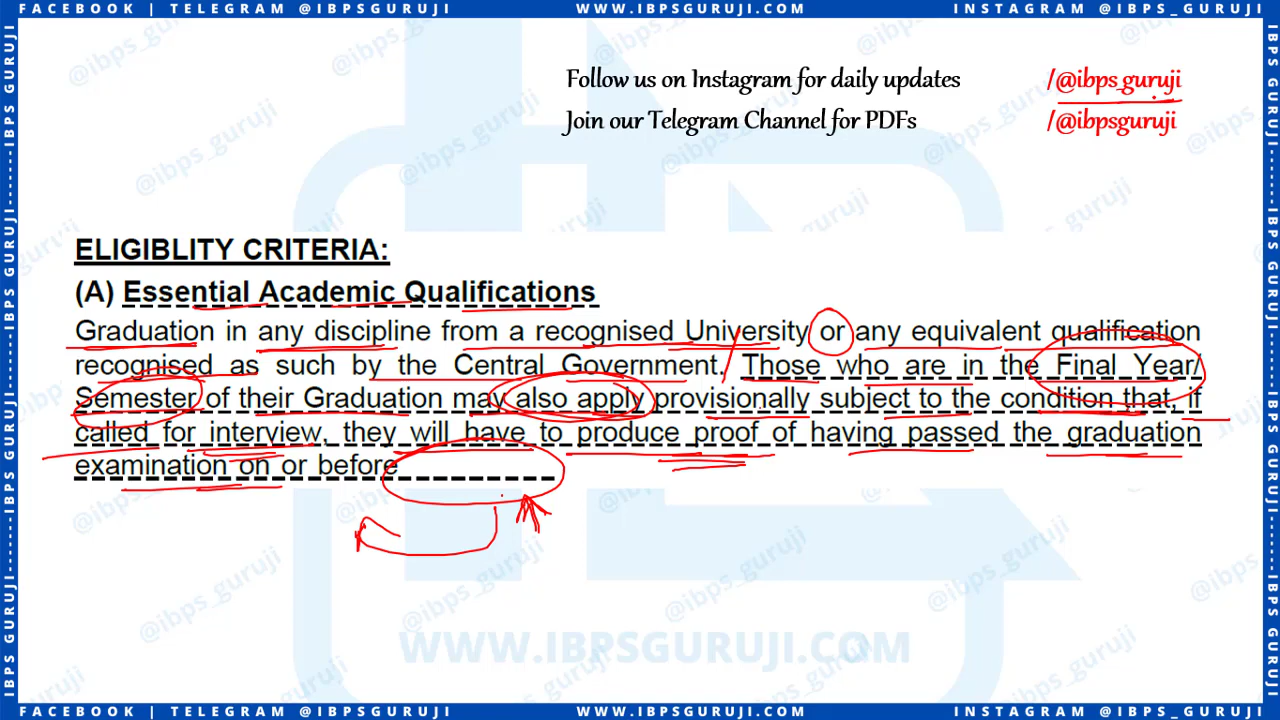 FACEBOOK | TELEGRAM @IBPSGURUJI WWW.IBPSGURUJI.COM INSTAGRAM @IBPS_GURUJI
Follow us on Instagram for daily updates /@ibps_guruji
Join our Telegram Channel for PDFs /@ibpsguruji
ELIGIBLITY CRITERIA:
(A) Essential Academic Qualifications
Graduation in any discipline from a recognised University or any equivalent qualification
recognised as such by the Central Government. Those who are in the Final Year/
Semester of their Graduation may also apply provisionally subject to the condition that, if
called for interview, they will have to produce proof of having passed the graduation
examination on or before
WWW.IBPSGURUJI.COM
FACEBOOK | TELEGRAM @IBPSGURUJI WWW.IBPSGURUJI.COM INSTAGRAM @IBPS_GURUJI